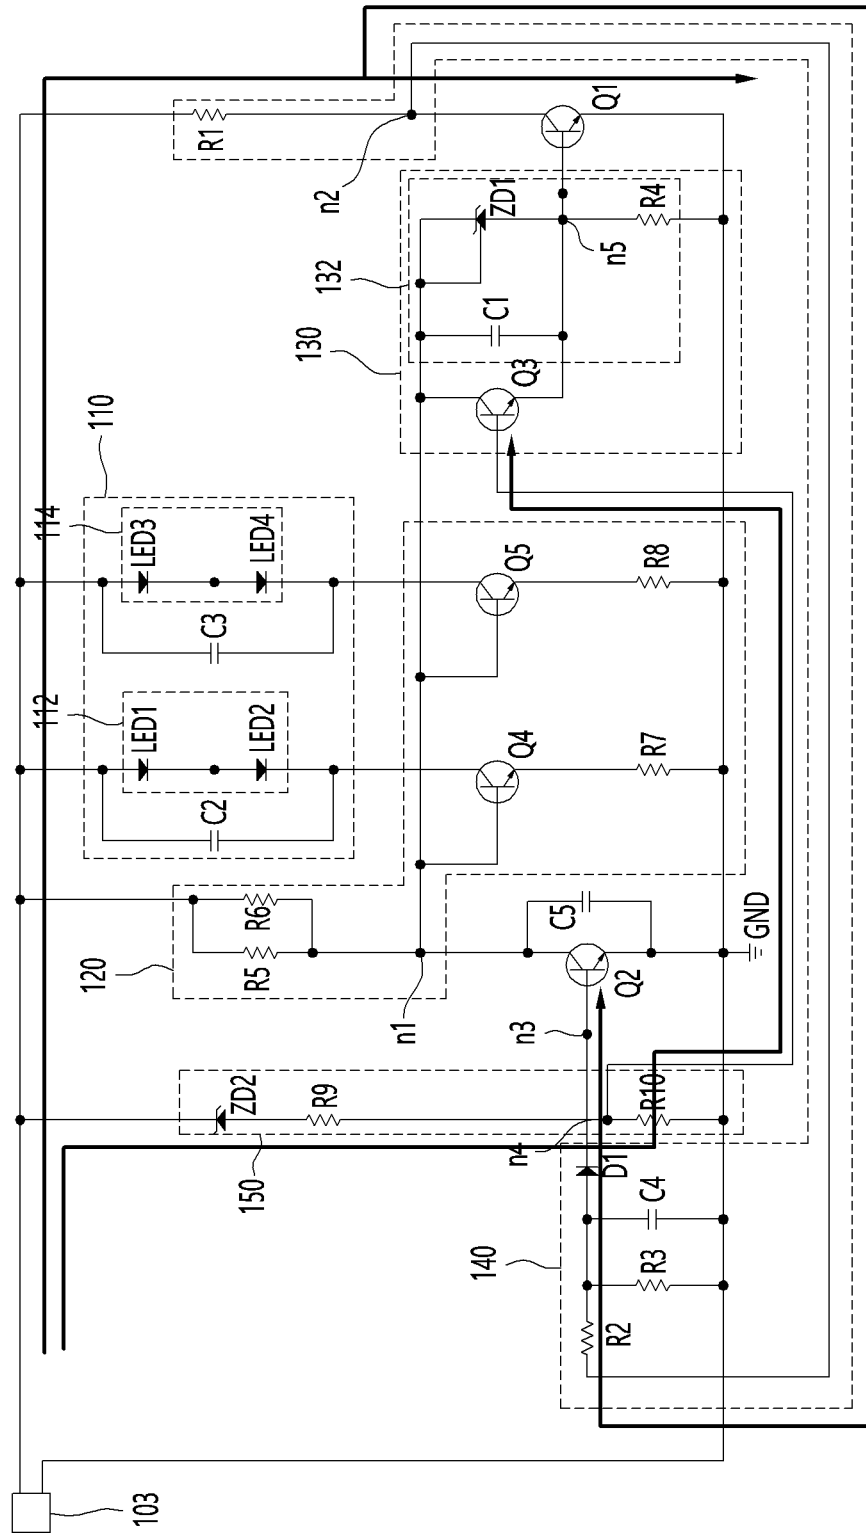 103
140
R2
R3
C4
D1
150
n4
ZD2
R9
R10
n3
120
n1
R5
R6
Q2
C5
GND
110
112
C2
LED1
LED2
Q4
R7
114
C3
LED3
LED4
Q5
R8
130
132
Q3
C1
ZD1
n5
R4
n2
R1
Q1